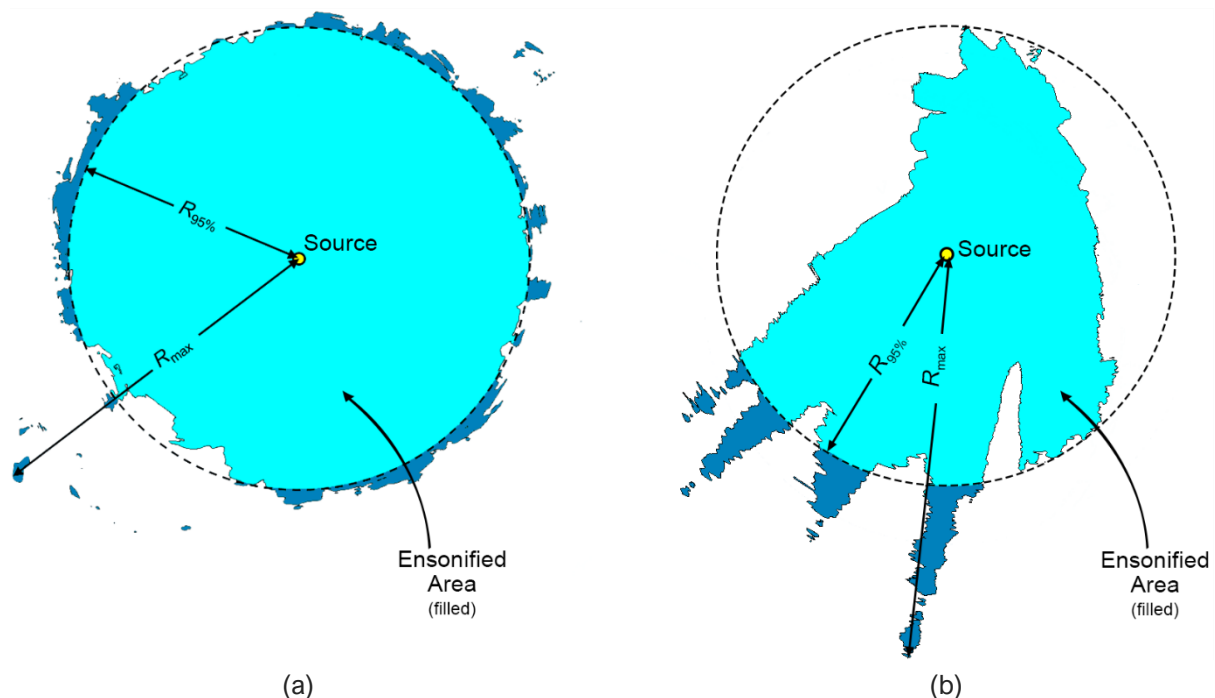 Source
R95%
Rmax
Ensonified
Area
(filled)
(a)
Source
R95%
Rmax
Ensonified
Area
(filled)
(b)